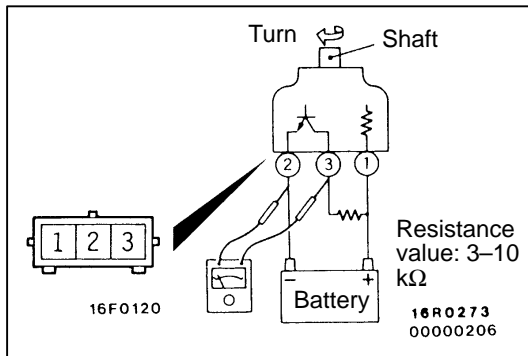 Turn
Shaft
2 3 1
1 2 3
Resistance
value: 3–10
kΩ
− +
Battery
16F0120
16R0273
00000206